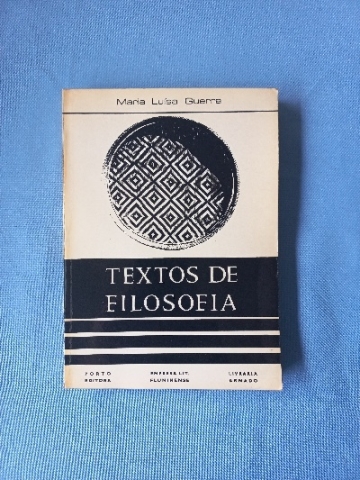 Maria Luísa Guerra
TEXTOS DE
FILOSOFIA
PORTO EMPRESA LIT. LIVRARIA
EDITORA FLUMINENSE ARNADO